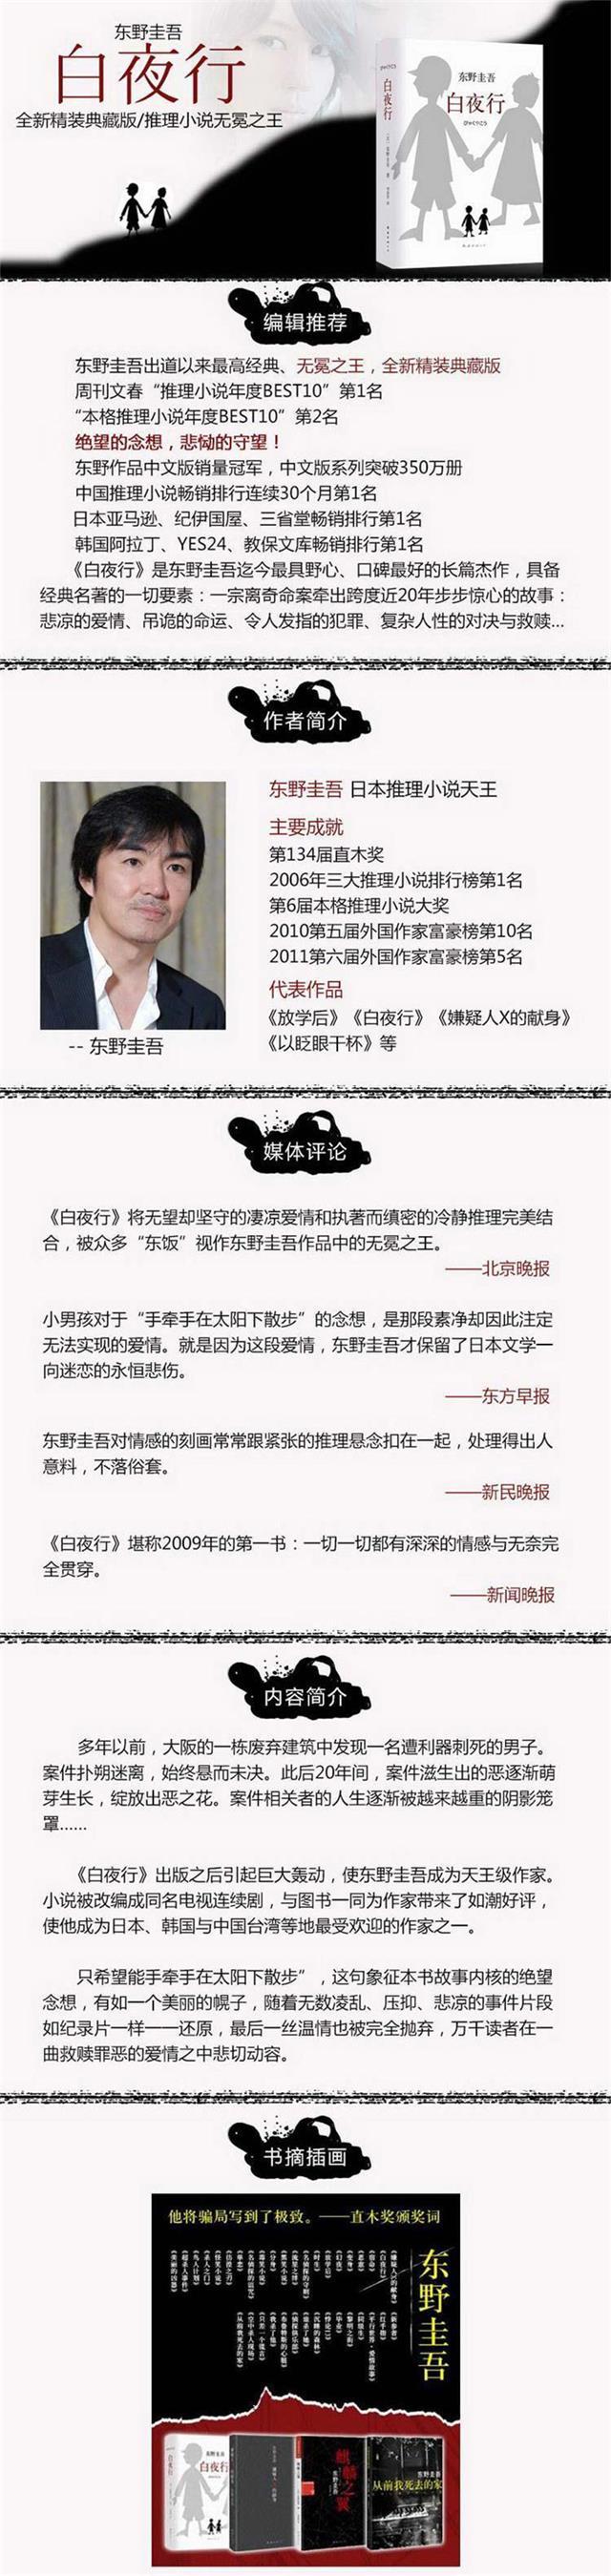 东野圭吾
白夜行
全新精装典藏版/推理小说无冕之王
白夜行
东野圭吾
白夜行
编辑推荐
东野圭吾出道以来最高经典、无冕之王，全新精装典藏版
周刊文春“推理小说年度BEST10”第1名
“本格推理小说年度BEST10”第2名
绝望的念想，悲恸的守望！
东野作品中文版销量冠军，中文版系列突破350万册
中国推理小说畅销排行连续30个月第1名
日本亚马逊、纪伊国屋、三省堂畅销排行第1名
韩国阿拉丁、YES24、教保文库畅销排行第1名
《白夜行》是东野圭吾迄今最具野心、口碑最好的长篇杰作，具备
经典名著的一切要素：一宗离奇命案牵出跨度近20年步步惊心的故事：
悲凉的爱情、吊诡的命运、令人发指的犯罪、复杂人性的对决与救赎...
作者简介
东野圭吾 日本推理小说天王
主要成就
第134届直木奖
2006年三大推理小说排行榜第1名
第6届本格推理小说大奖
2010第五届外国作家富豪榜第10名
2011第六届外国作家富豪榜第5名
代表作品
《放学后》《白夜行》《嫌疑人X的献身》
《以眨眼干杯》等
-- 东野圭吾
媒体评论
《白夜行》将无望却坚守的凄凉爱情和执著而缜密的冷静推理完美结
合，被众多“东饭”视作东野圭吾作品中的无冕之王。
——北京晚报
小男孩对于“手牵手在太阳下散步”的念想，是那段素净却因此注定
无法实现的爱情。就是因为这段爱情，东野圭吾才保留了日本文学一
向迷恋的永恒悲伤。
——东方早报
东野圭吾对情感的刻画常常跟紧张的推理悬念扣在一起，处理得出人
意料，不落俗套。
——新民晚报
《白夜行》堪称2009年的第一书：一切一切都有深深的情感与无奈完
全贯穿。
——新闻晚报
内容简介
多年以前，大阪的一栋废弃建筑中发现一名遭利器刺死的男子。
案件扑朔迷离，始终悬而未决。此后20年间，案件滋生出的恶逐渐萌
芽生长，绽放出恶之花。案件相关者的人生逐渐被越来越重的阴影笼
罩......
《白夜行》出版之后引起巨大轰动，使东野圭吾成为天王级作家。
小说被改编成同名电视连续剧，与图书一同为作家带来了如潮好评，
使他成为日本、韩国与中国台湾等地最受欢迎的作家之一。
只希望能手牵手在太阳下散步”，这句象征本书故事内核的绝望
念想，有如一个美丽的幌子，随着无数凌乱、压抑、悲凉的事件片段
如纪录片一样一一还原，最后一丝温情也被完全抛弃，万千读者在一
曲救赎罪恶的爱情之中悲切动容。
书摘插画
他将骗局写到了极致。——直木奖颁奖词
东野圭吾
白夜行
白夜行
麒麟之翼
东野圭吾
从前我死去的家